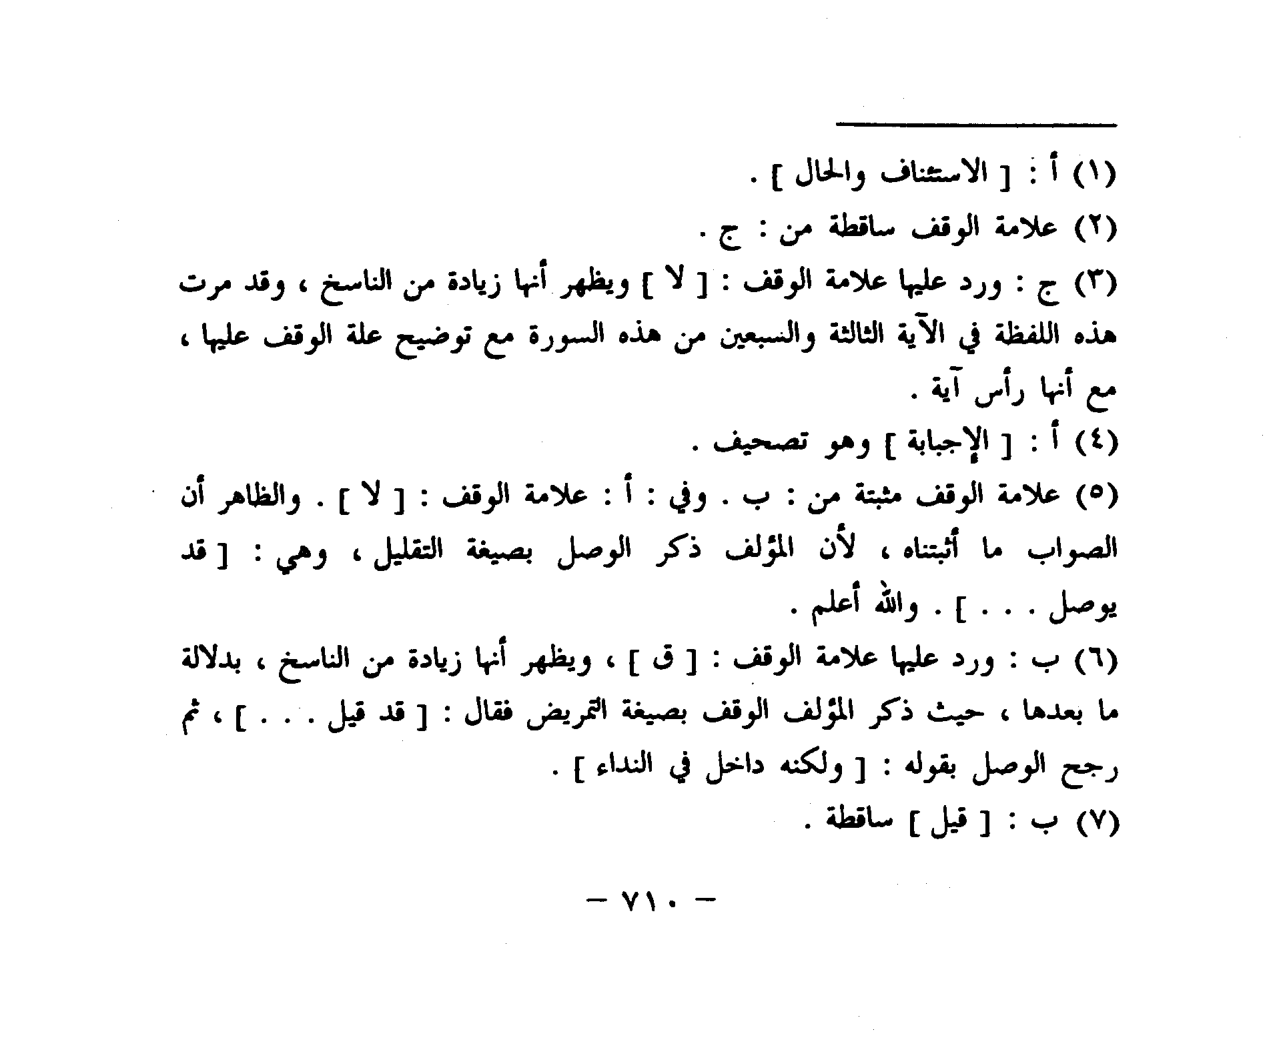 (١) أ : [ الاستئناف والحال ] .
(٢) علامة الوقف ساقطة من : ج .
(٣) ج : ورد عليها علامة الوقف : [ لا ] ويظهر أنها زيادة من الناسخ ، وقد مرت
هذه اللفظة في الآية الثالثة والسبعين من هذه السورة مع توضيح علة الوقف عليها ،
مع أنها رأس آية .
(٤) أ : [ الإجبابة ] وهو تصحيف .
(٥) علامة الوقف مثبتة من : ب . وفي : أ : علامة الوقف : [ لا ] . والظاهر أن
الصواب ما أثبتناه ، لأن المؤلف ذكر الوصل بصيغة التقليل ، وهي : [ قد
يوصل . . . ] . والله أعلم .
(٦) ب : ورد عليها علامة الوقف : [ ق ] ، ويظهر أنها زيادة من الناسخ ، بدلالة
ما بعدها ، حيث ذكر المؤلف الوقف بصيغة التمريض فقال : [ قد قيل . . . ] ، ثم
رجح الوصل بقوله : [ ولكنه داخل في النداء ] .
(٧) ب : [ قيل ] ساقطة .
– ٧١٠ –